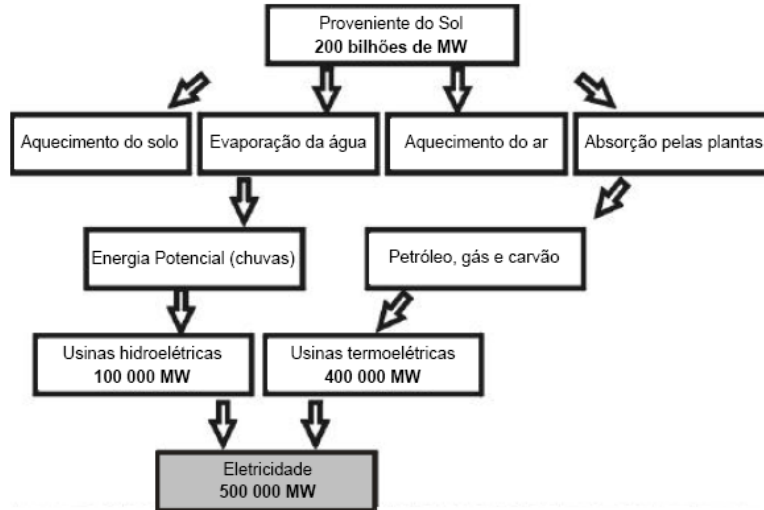 Proveniente do Sol
200 bilhões de MW
Aquecimento do solo
Evaporação da água
Aquecimento do ar
Absorção pelas plantas
Energia Potencial (chuvas)
Petróleo, gás e carvão
Usinas hidroelétricas
100 000 MW
Usinas termoelétricas
400 000 MW
Eletricidade
500 000 MW